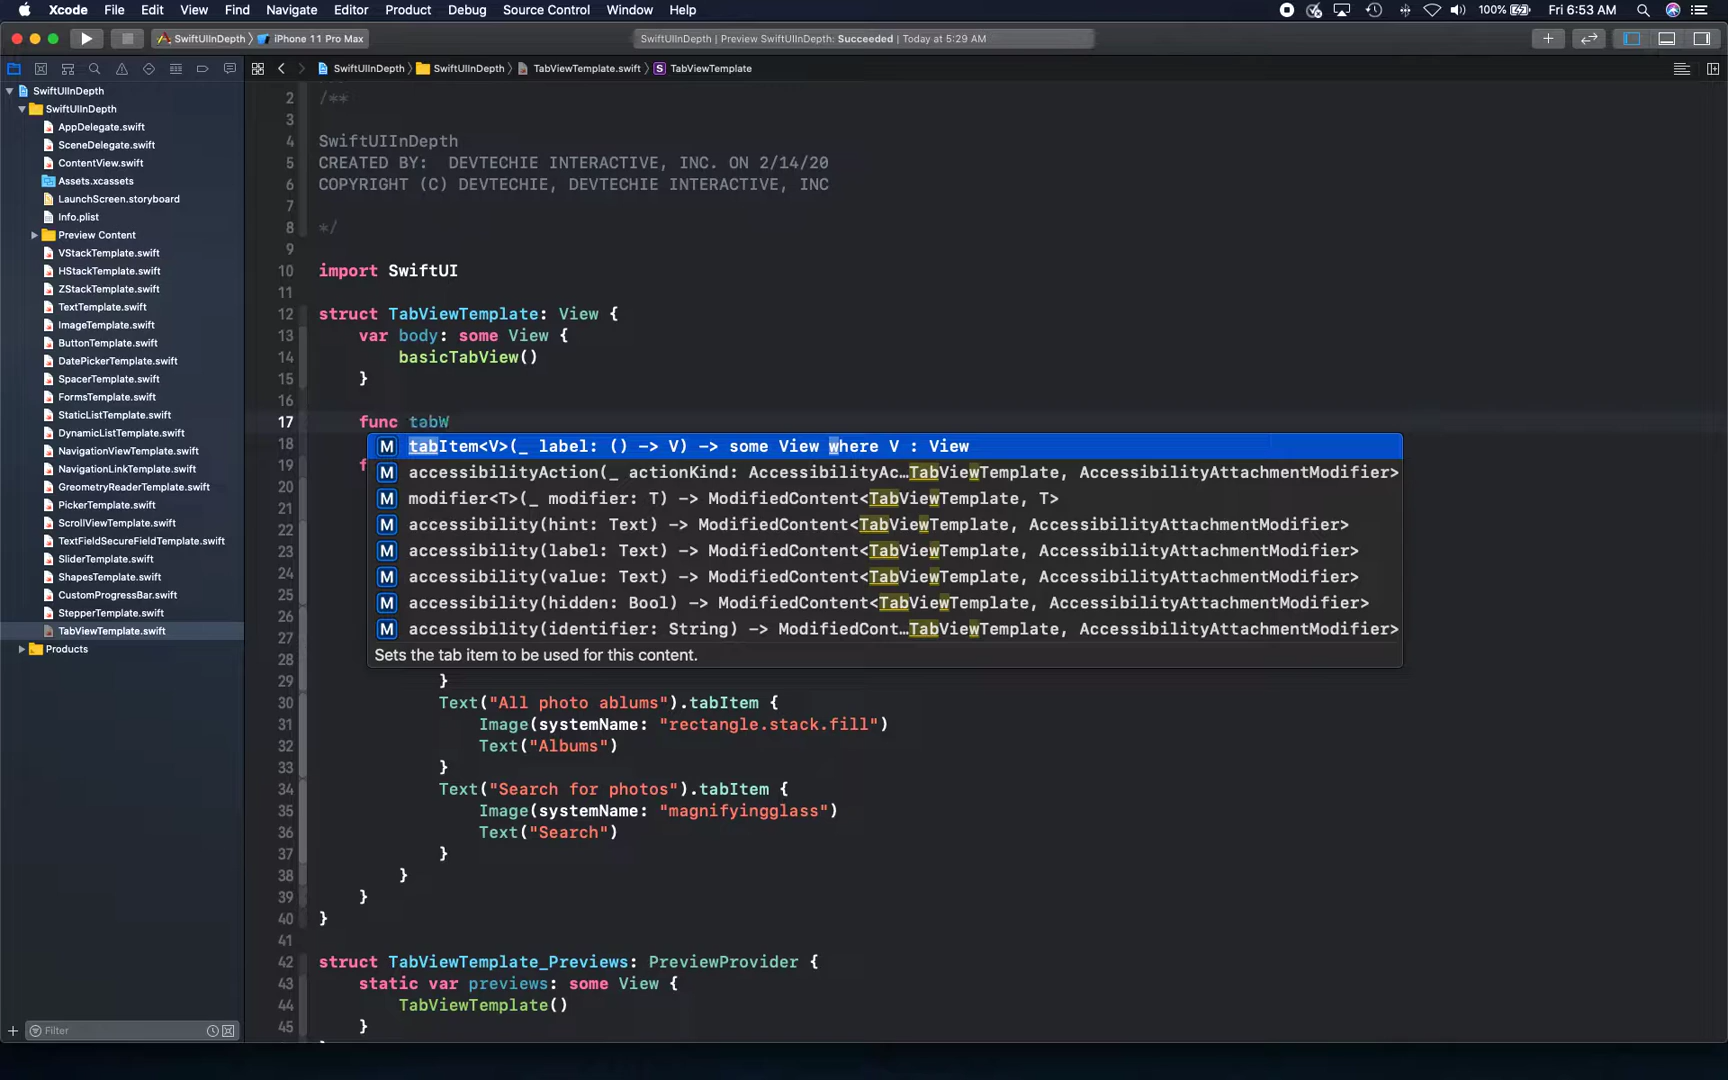 Xcode File Edit View Find Navigate Editor Product Debug Source Control Window Help 100% Fri 6:53 AM
SwiftUIInDepth iPhone 11 Pro Max SwiftUIInDepth | Preview SwiftUIInDepth: Succeeded | Today at 5:29 AM
SwiftUIInDepth SwiftUIInDepth TabViewTemplate.swift S TabViewTemplate
SwiftUIInDepth
SwiftUIInDepth
AppDelegate.swift
SceneDelegate.swift
ContentView.swift
Assets.xcassets
LaunchScreen.storyboard
Info.plist
Preview Content
VStackTemplate.swift
HStackTemplate.swift
ZStackTemplate.swift
TextTemplate.swift
ImageTemplate.swift
ButtonTemplate.swift
DatePickerTemplate.swift
SpacerTemplate.swift
FormsTemplate.swift
StaticListTemplate.swift
DynamicListTemplate.swift
NavigationViewTemplate.swift
NavigationLinkTemplate.swift
GreometryReaderTemplate.swift
PickerTemplate.swift
ScrollViewTemplate.swift
TextFieldSecureFieldTemplate.swift
SliderTemplate.swift
ShapesTemplate.swift
CustomProgressBar.swift
StepperTemplate.swift
TabViewTemplate.swift
Products
Filter
2 /**
3
4 SwiftUIInDepth
5 CREATED BY: DEVTECHIE INTERACTIVE, INC. ON 2/14/20
6 COPYRIGHT (C) DEVTECHIE, DEVTECHIE INTERACTIVE, INC
7
8 */
9
10 import SwiftUI
11
12 struct TabViewTemplate: View {
13 var body: some View {
14 basicTabView()
15 }
16
17 func tabW
18 M tabItem<V>(_ label: () -> V) -> some View where V : View
19 f
20 M accessibilityAction(_ actionKind: AccessibilityAc…TabViewTemplate, AccessibilityAttachmentModifier>
21 M modifier<T>(_ modifier: T) -> ModifiedContent<TabViewTemplate, T>
22 M accessibility(hint: Text) -> ModifiedContent<TabViewTemplate, AccessibilityAttachmentModifier>
23 M accessibility(label: Text) -> ModifiedContent<TabViewTemplate, AccessibilityAttachmentModifier>
24 M accessibility(value: Text) -> ModifiedContent<TabViewTemplate, AccessibilityAttachmentModifier>
25
26 M accessibility(hidden: Bool) -> ModifiedContent<TabViewTemplate, AccessibilityAttachmentModifier>
27 M accessibility(identifier: String) -> ModifiedCont…TabViewTemplate, AccessibilityAttachmentModifier>
28 Sets the tab item to be used for this content.
29 }
30 Text("All photo ablums").tabItem {
31 Image(systemName: "rectangle.stack.fill")
32 Text("Albums")
33 }
34 Text("Search for photos").tabItem {
35 Image(systemName: "magnifyingglass")
36 Text("Search")
37 }
38 }
39 }
40 }
41
42 struct TabViewTemplate_Previews: PreviewProvider {
43 static var previews: some View {
44 TabViewTemplate()
45 }